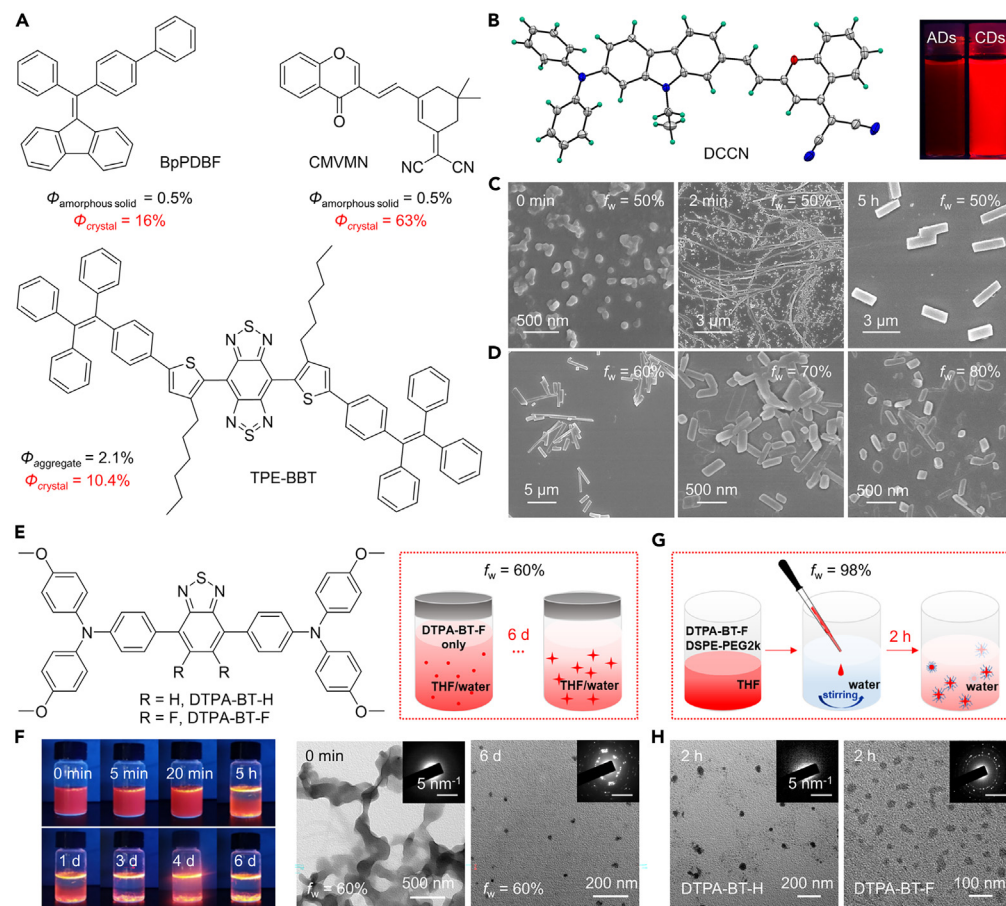 A
BpPDBF
Φamorphous solid = 0.5%
Φcrystal = 16%
O
O
NC
CN
CMVMN
Φamorphous solid = 0.5%
Φcrystal = 63%
S
N
N
S
S
N
N
S
Φaggregate = 2.1%
Φcrystal = 10.4%
TPE-BBT
B
DCCN
ADs
CDs
C
0 min
fw = 50%
500 nm
2 min
fw = 50%
3 μm
5 h
fw = 50%
3 μm
D
fw = 60%
5 μm
fw = 70%
500 nm
fw = 80%
500 nm
E
O
O
S
N
N
N
N
R
R
O
O
R = H, DTPA-BT-H
R = F, DTPA-BT-F
fw = 60%
DTPA-BT-F
only
THF/water
6 d
...
THF/water
G
fw = 98%
DTPA-BT-F
DSPE-PEG2k
THF
water
stirring
2 h
water
F
0 min
5 min
20 min
5 h
1 d
3 d
4 d
6 d
0 min
5 nm-1
fw = 60%
500 nm
6 d
fw = 60%
200 nm
H
2 h
5 nm-1
DTPA-BT-H
200 nm
2 h
DTPA-BT-F
100 nm